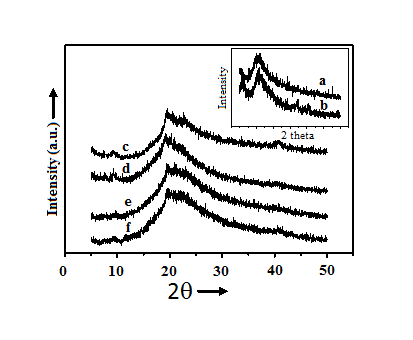 Intensity
a
b
2 theta
Intensity (a.u.)
c
d
e
f
0 10 20 30 40 50
2θ